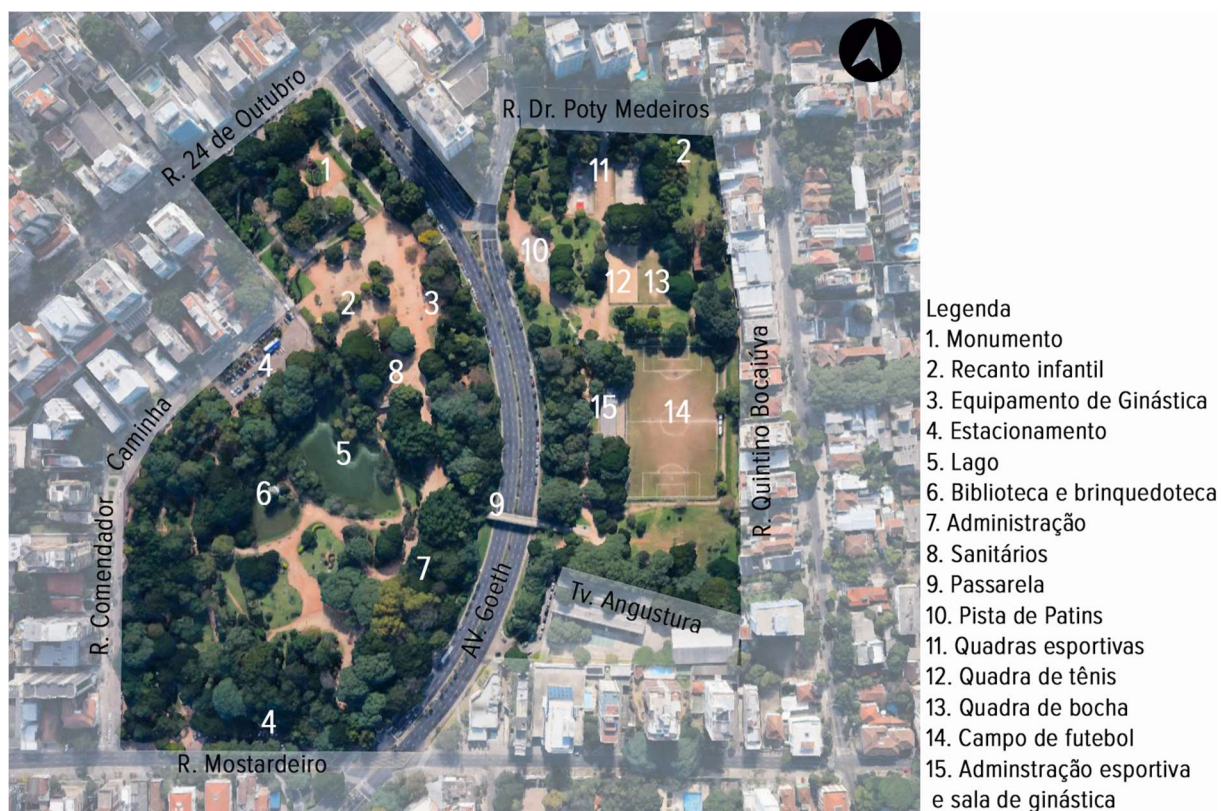 R. 24 de Outubro
R. Dr. Poty Medeiros
1
11
2
10
2
3
12
13
4
8
15
14
R. Quintino Bocaiúva
R. Comendador Caminha
5
6
9
7
AV. Goeth
Tv. Angustura
4
R. Mostardeiro
Legenda
1. Monumento
2. Recanto infantil
3. Equipamento de Ginástica
4. Estacionamento
5. Lago
6. Biblioteca e brinquedoteca
7. Administração
8. Sanitários
9. Passarela
10. Pista de Patins
11. Quadras esportivas
12. Quadra de tênis
13. Quadra de bocha
14. Campo de futebol
15. Adminstração esportiva
e sala de ginástica